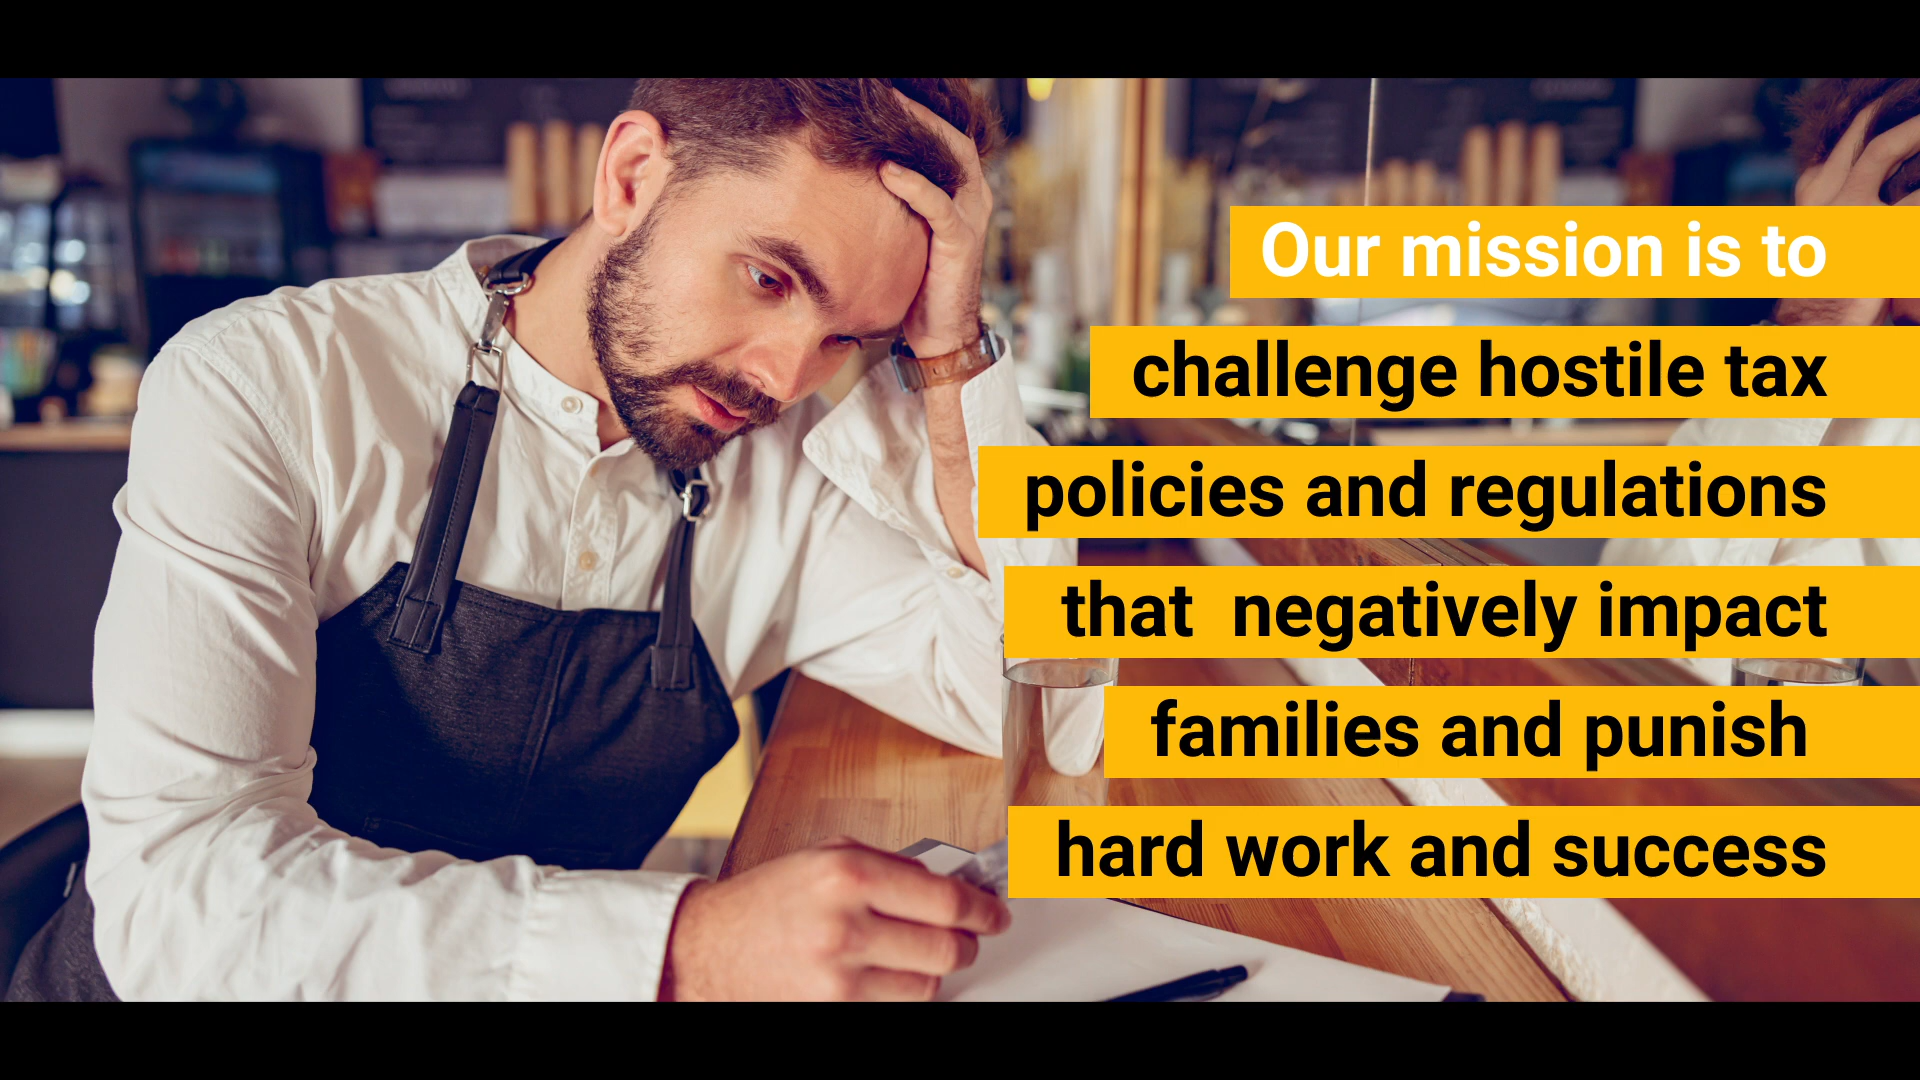 Our mission is to
challenge hostile tax
policies and regulations
that  negatively impact
families and punish
hard work and success